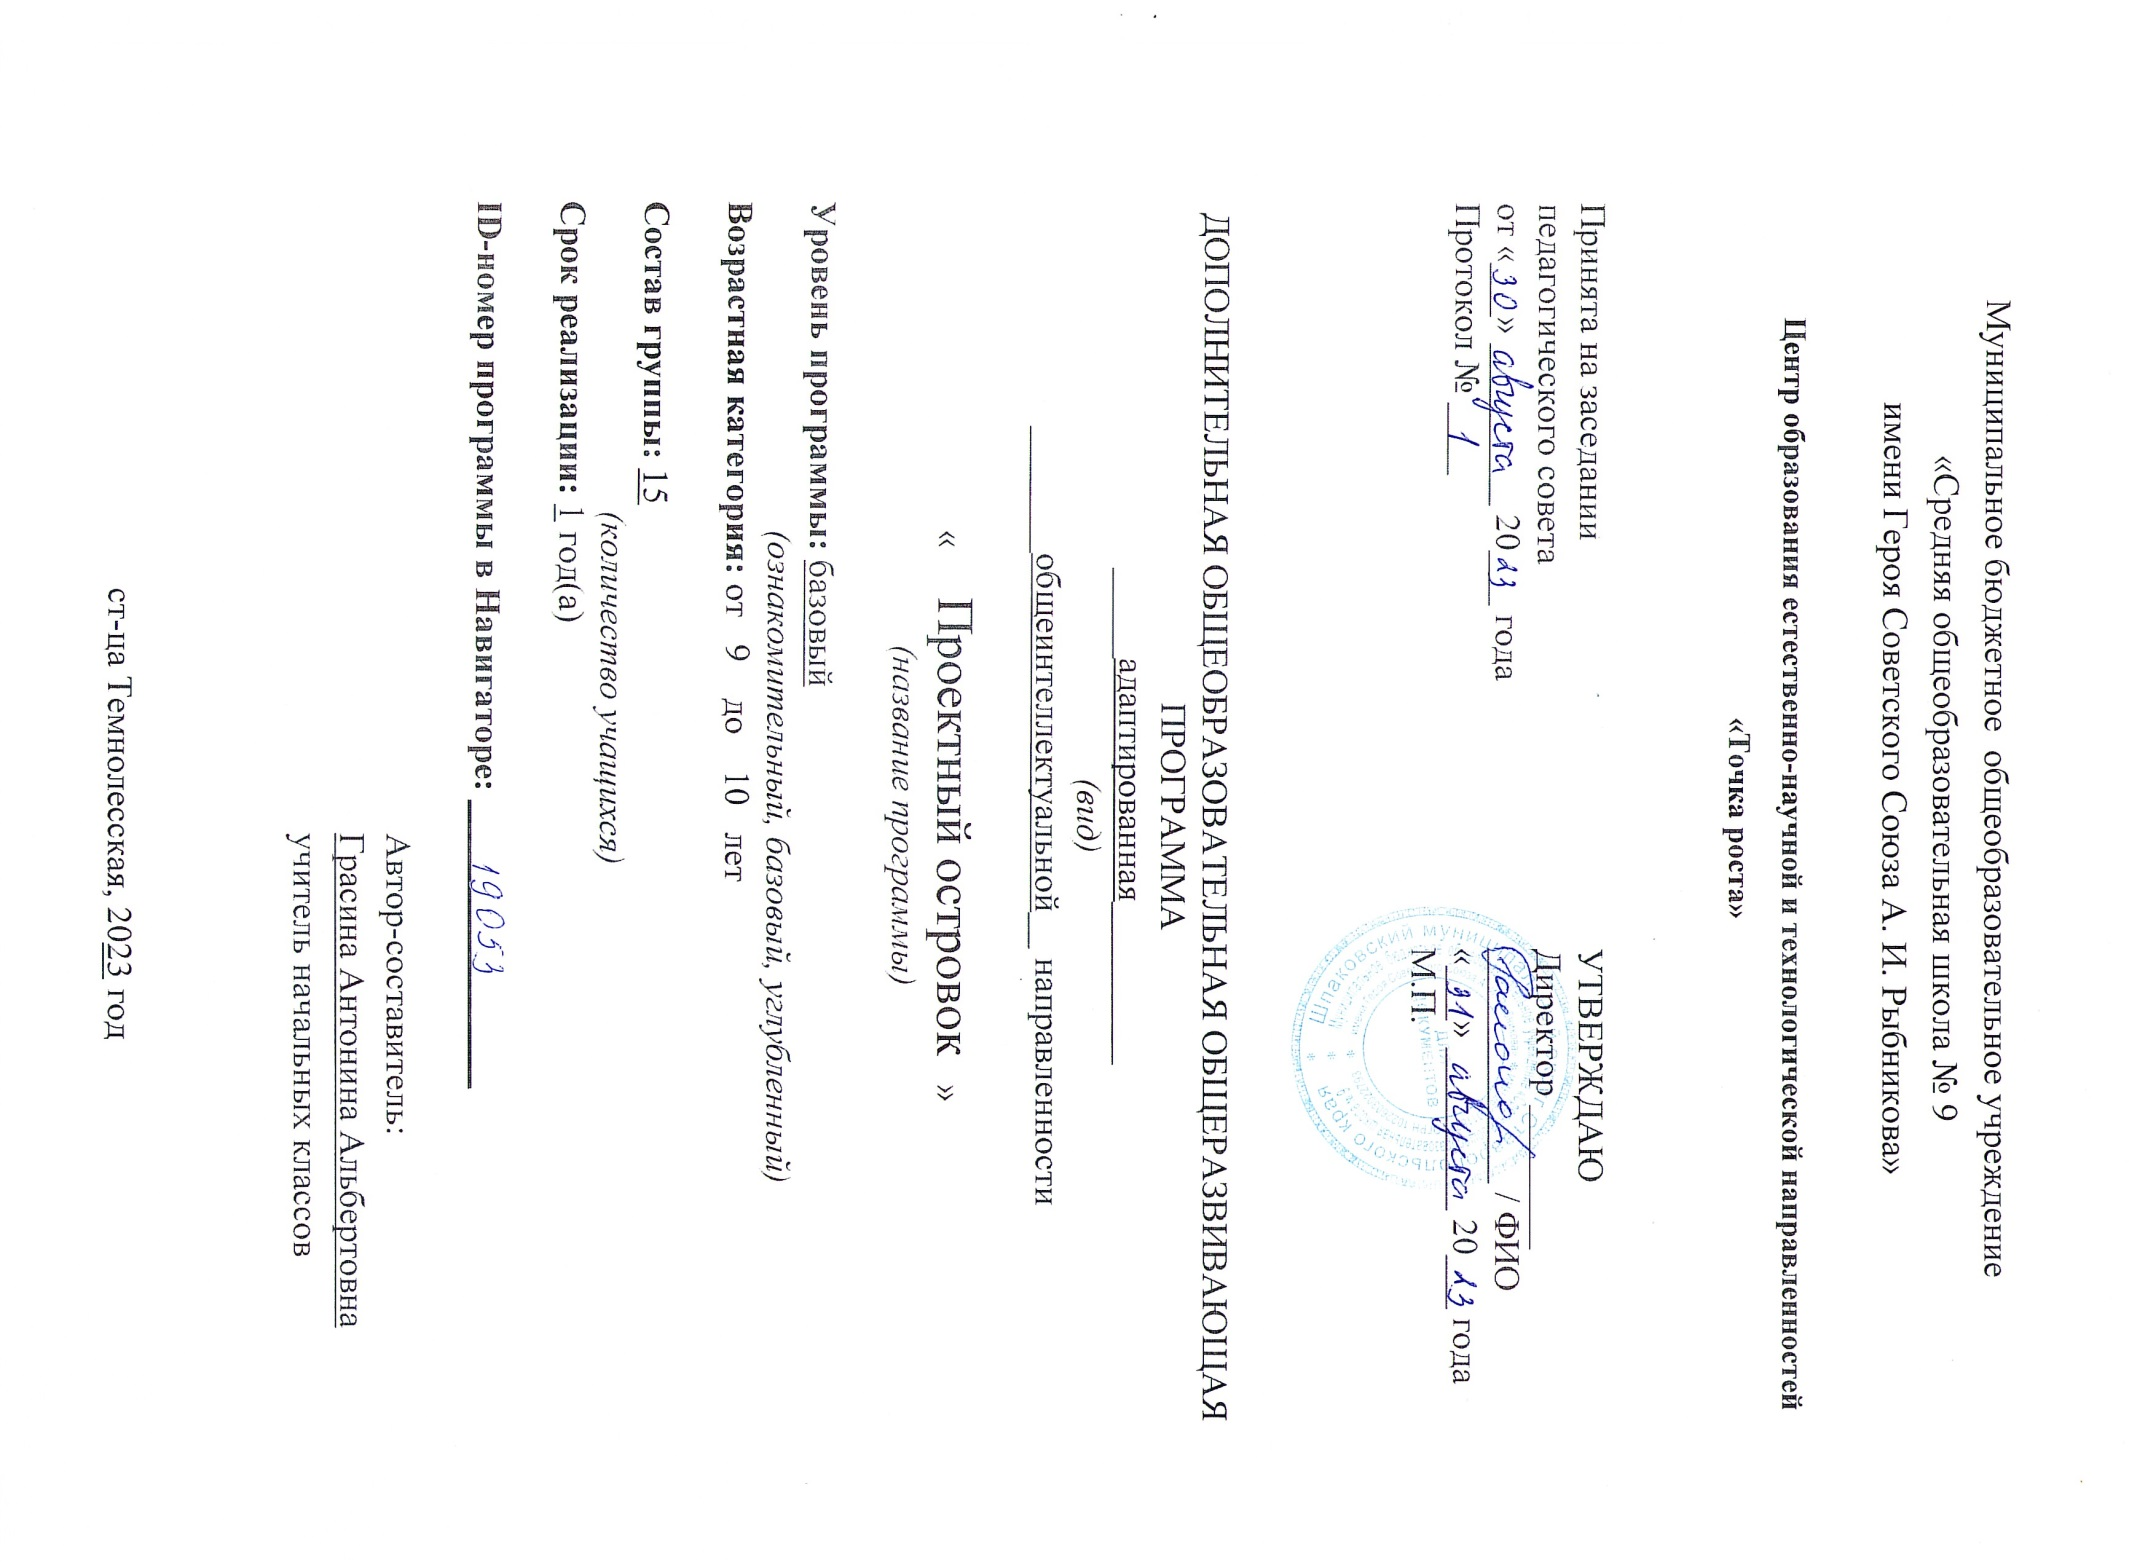 Муниципальное бюджетное общеобразовательное учреждение
«Средняя общеобразовательная школа № 9
имени Героя Советского Союза А. И. Рыбникова»
Центр образования естественно-научной и технологической направленностей
«Точка роста»
Принята на заседании
педагогического совета
от «30» августа 2023 года
Протокол № 1
УТВЕРЖДАЮ
Директор
/ ФИО
«31» августа 2023 года
М.П.
Шпаковский муниципальный
края
ДОПОЛНИТЕЛЬНАЯ ОБЩЕОБРАЗОВАТЕЛЬНАЯ ОБЩЕРАЗВИВАЮЩАЯ
ПРОГРАММА
адаптированная
(вид)
общеинтеллектуальной направленности
« Проектный островок »
(название программы)
Уровень программы: базовый
(ознакомительный, базовый, углубленный)
Возрастная категория: от 9 до 10 лет
Состав группы: 15
(количество учащихся)
Срок реализации: 1 год(а)
ID-номер программы в Навигаторе: 19053
Автор-составитель:
Грасина Антонина Альбертовна
учитель начальных классов
ст-ца Темнолесская, 2023 год